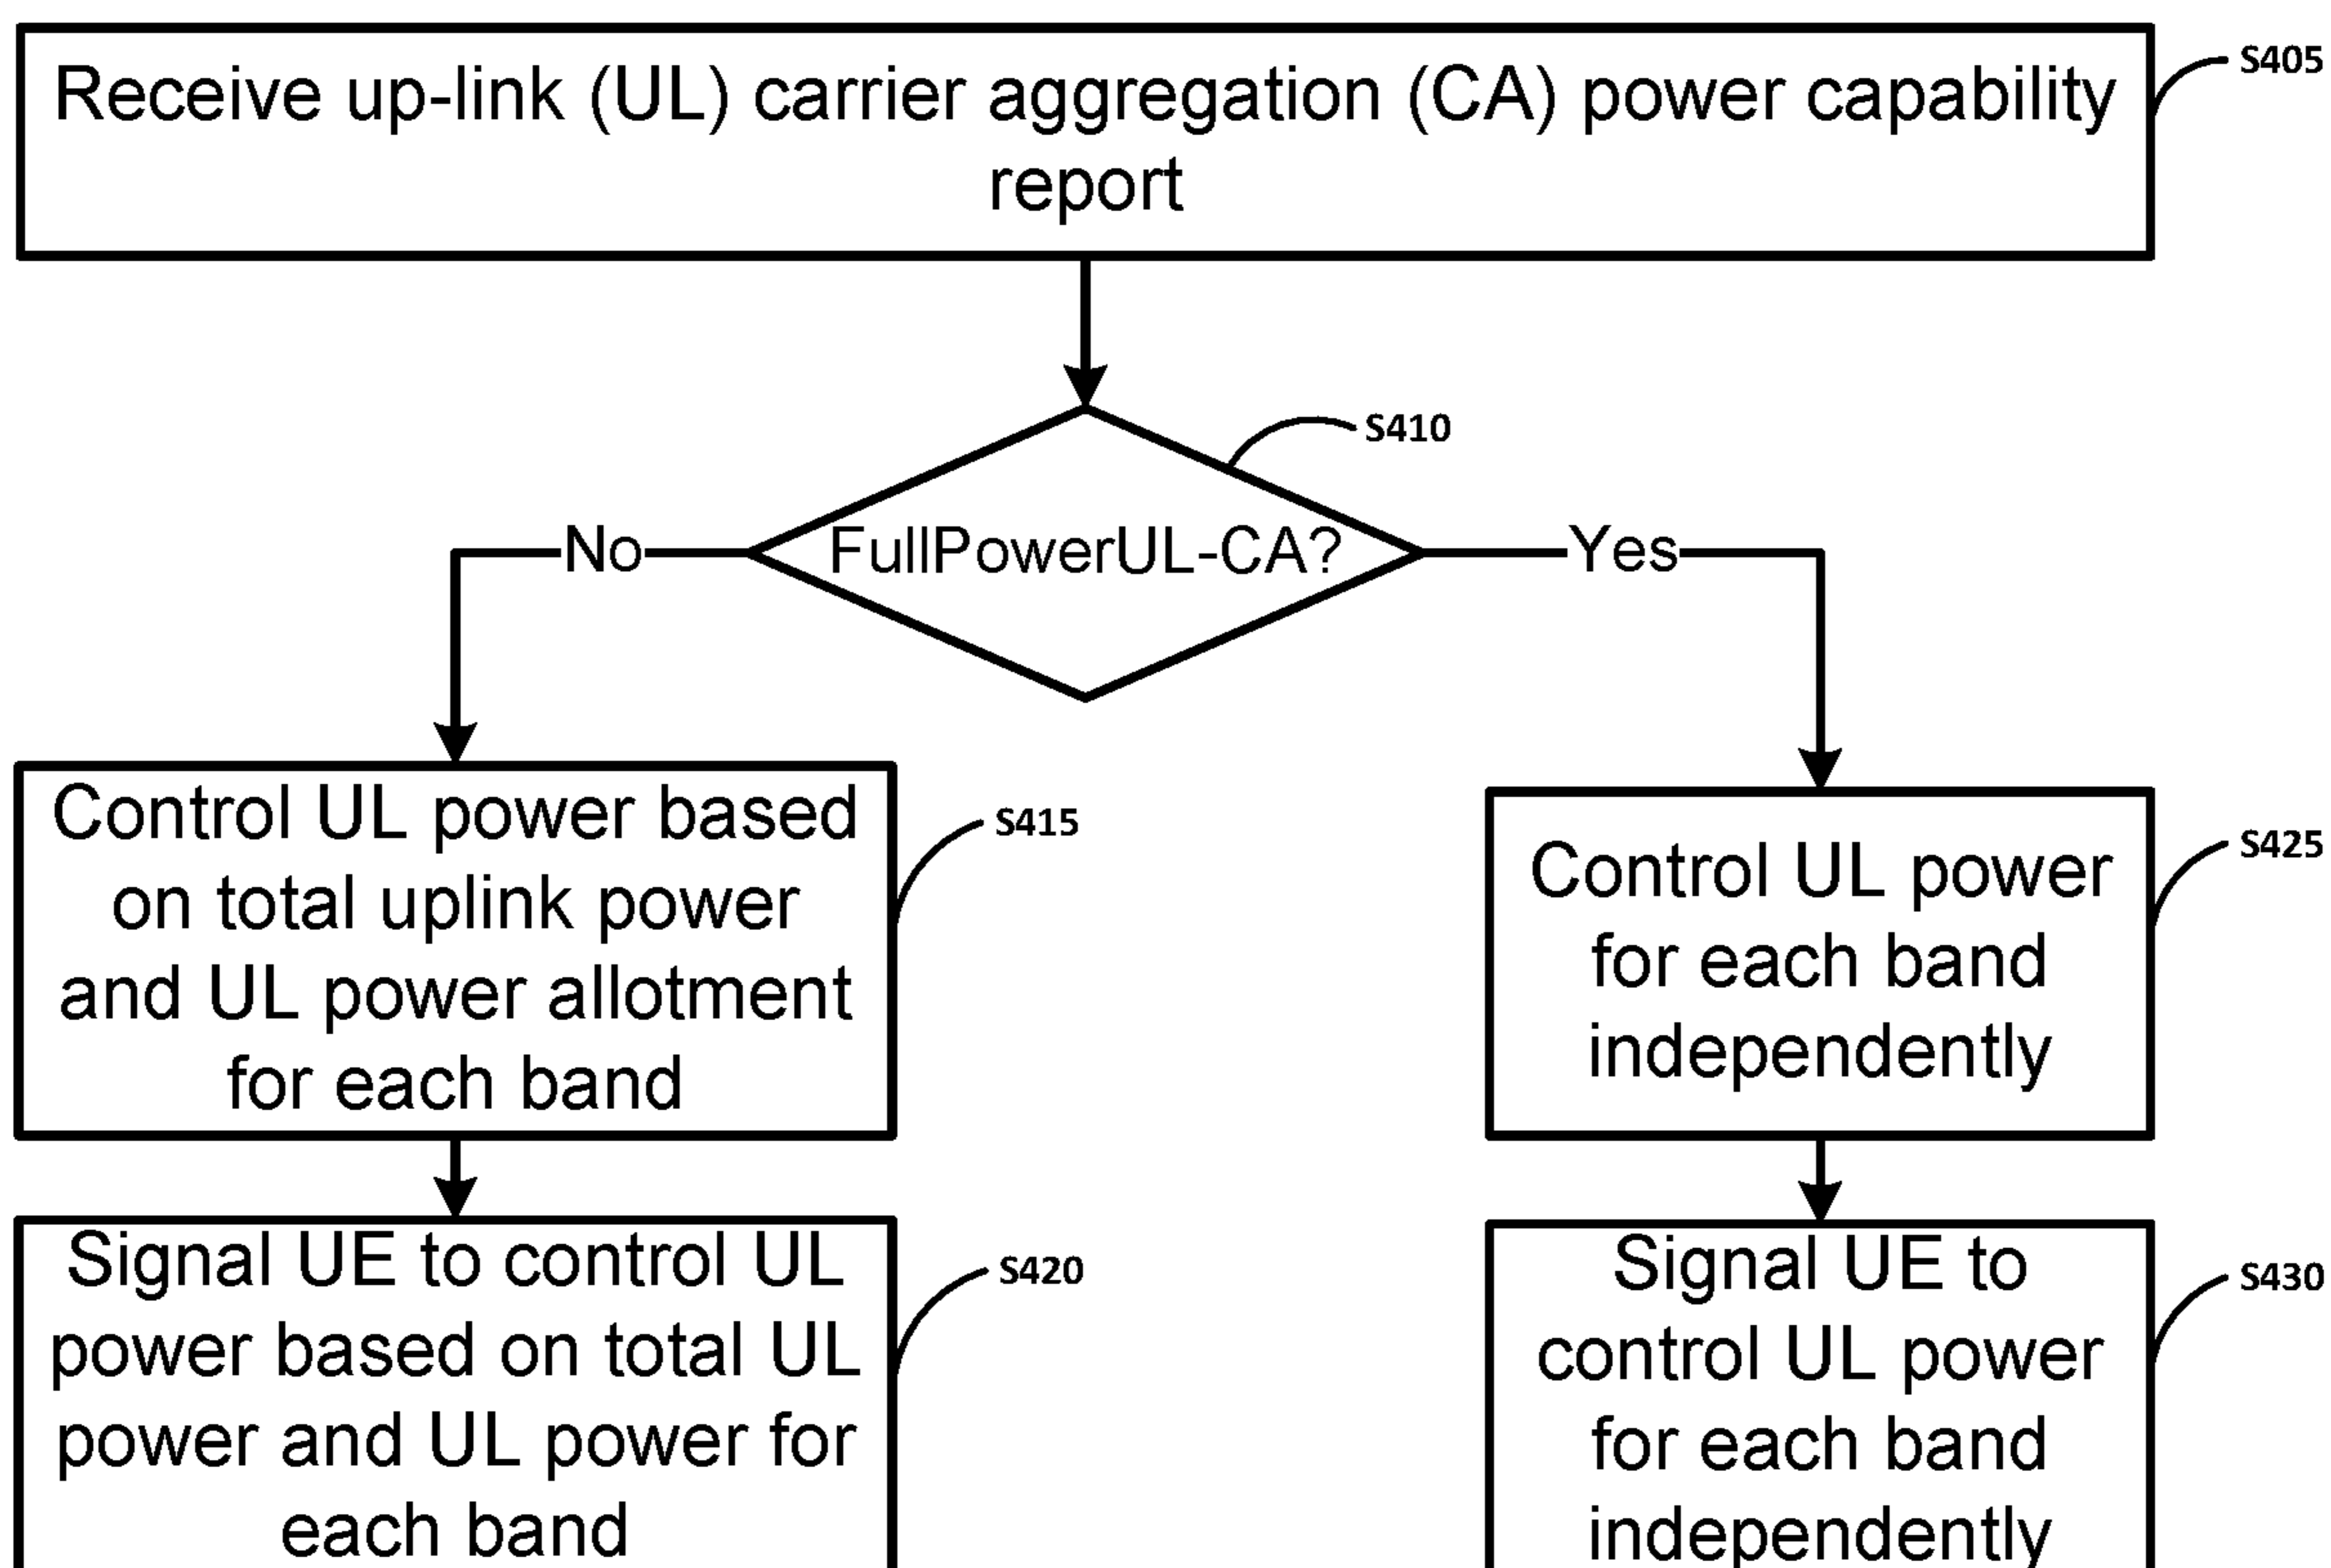 Receive up-link (UL) carrier aggregation (CA) power capability
report
S405
S410
FullPowerUL-CA?
No
Yes
Control UL power based
on total uplink power
and UL power allotment
for each band
S415
Control UL power
for each band
independently
S425
Signal UE to control UL
power based on total UL
power and UL power for
each band
S420
Signal UE to
control UL power
for each band
independently
S430